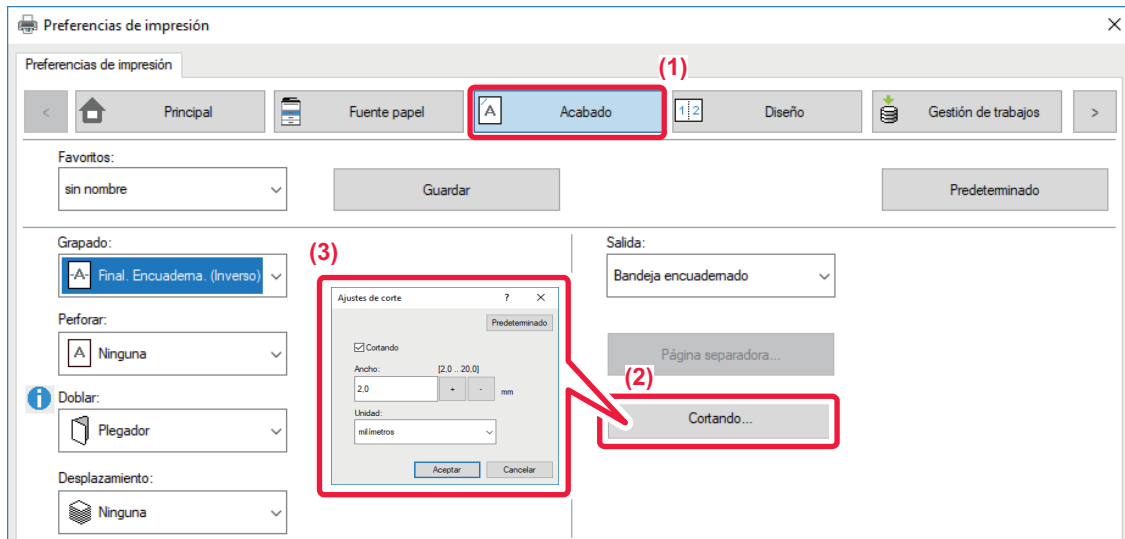 Preferencias de impresión
Preferencias de impresión
(1)
< Principal Fuente papel A Acabado 1 2 Diseño Gestión de trabajos >
Favoritos:
sin nombre Guardar Predeterminado
Grapado:
-A- Final. Encuaderna. (Inverso)
Perforar:
A Ninguna
Doblar:
Plegador
Desplazamiento:
Ninguna
(3)
Ajustes de corte ? ×
Predeterminado
Cortando
Ancho: [2,0 .. 20,0]
2,0 + - mm
Unidad:
milímetros
Aceptar Cancelar
Salida:
Bandeja encuadernado
Página separadora...
(2)
Cortando...